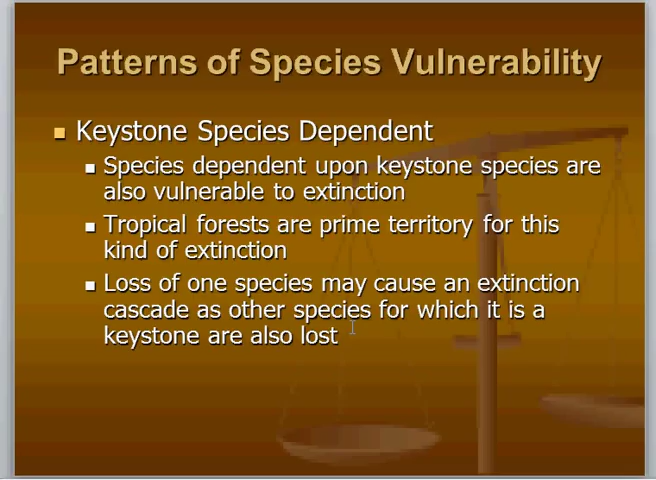 Patterns of Species Vulnerability
Keystone Species Dependent
Species dependent upon keystone species are
also vulnerable to extinction
Tropical forests are prime territory for this
kind of extinction
Loss of one species may cause an extinction
cascade as other species for which it is a
keystone are also lost